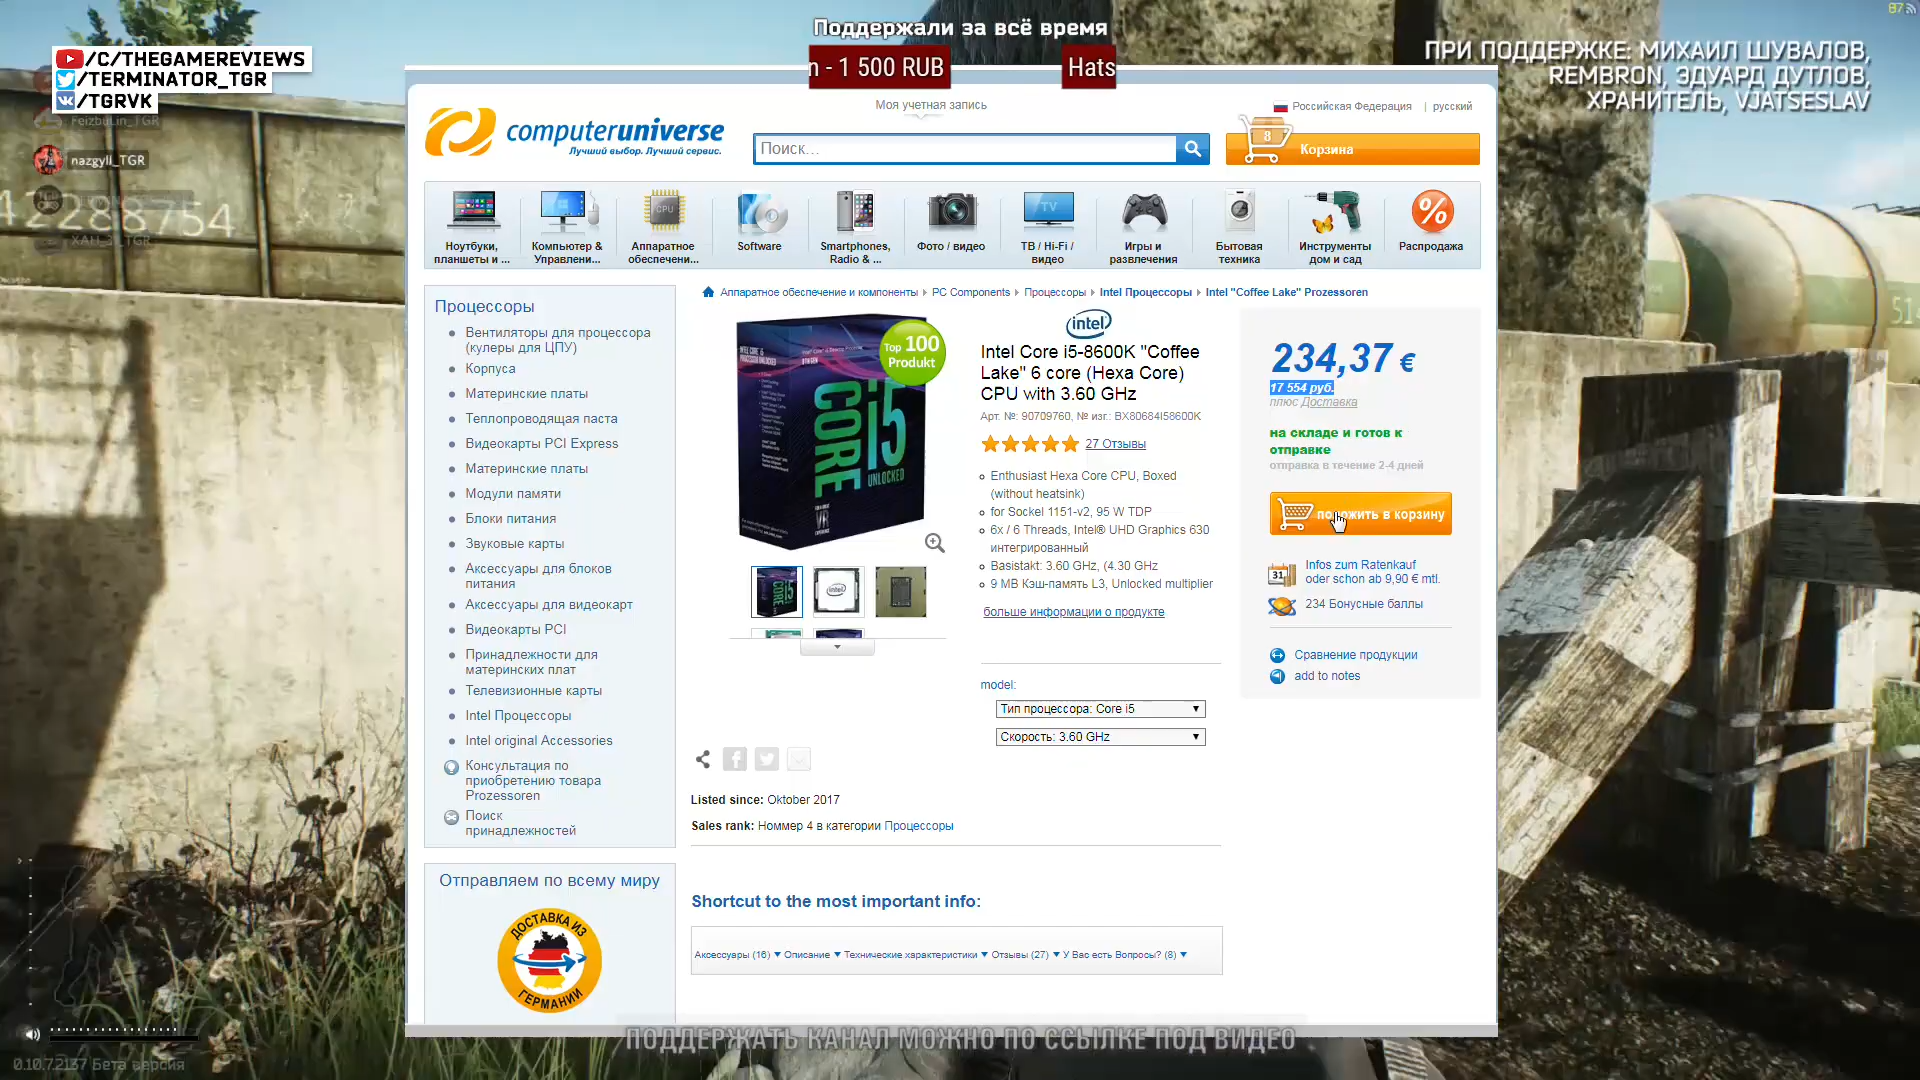 Поддержали за всё время
n - 1 500 RUB
Hats
87
/C/THEGAMEREVIEWS
/TERMINATOR_TGR
/TGRVK
FeizbuLin_TGR
nazgyll_TGR
ПРИ ПОДДЕРЖКЕ: МИХАИЛ ШУВАЛОВ,
REMBRON, ЭДУАРД ДУТЛОВ,
ХРАНИТЕЛЬ, VJATSESLAV
computeruniverse
Лучший выбор. Лучший сервис.
Моя учетная запись
Российская Федерация | русский
Поиск...
8
Корзина
Ноутбуки, планшеты и ...
Компьютер & Управлени...
CPU
Аппаратное обеспечени...
Software
Smartphones, Radio & ...
Фото / видео
TV
ТВ / Hi-Fi / видео
Игры и развлечения
Бытовая техника
Инструменты дом и сад
%
Распродажа
Процессоры
Вентиляторы для процессора
(кулеры для ЦПУ)
Корпуса
Материнские платы
Теплопроводящая паста
Видеокарты PCI Express
Материнские платы
Модули памяти
Блоки питания
Звуковые карты
Аксессуары для блоков
питания
Аксессуары для видеокарт
Видеокарты PCI
Принадлежности для
материнских плат
Телевизионные карты
Intel Процессоры
Intel original Accessories
Консультация по
приобретению товара
Prozessoren
Поиск
принадлежностей
Отправляем по всему миру
ДОСТАВКА ИЗ
ГЕРМАНИИ
Аппаратное обеспечение и компоненты
PC Components
Процессоры
Intel Процессоры
Intel "Coffee Lake" Prozessoren
Top 100
Produkt
CORE i5
UNLOCKED
intel
Intel Core i5-8600K "Coffee
Lake" 6 core (Hexa Core)
CPU with 3.60 GHz
Арт. №: 90709760, № изг.: BX80684I58600K
27 Отзывы
Enthusiast Hexa Core CPU, Boxed
(without heatsink)
for Sockel 1151-v2, 95 W TDP
6x / 6 Threads, Intel® UHD Graphics 630
интегрированный
Basistakt: 3.60 GHz, (4.30 GHz
9 MB Кэш-память L3, Unlocked multiplier
больше информации о продукте
model:
Тип процессора: Core i5
Скорость: 3.60 GHz
234,37 €
17 554 руб.
плюс Доставка
на складе и готов к
отправке
отправка в течение 2-4 дней
положить в корзину
31
Infos zum Ratenkauf
oder schon ab 9,90 € mtl.
234 Бонусные баллы
Сравнение продукции
add to notes
Listed since: Oktober 2017
Sales rank: Hоммер 4 в категории Процессоры
Shortcut to the most important info:
Аксессуары (16) Описание Технические характеристики Отзывы (27) У Вас есть Вопросы? (8)
ПОДДЕРЖАТЬ КАНАЛ МОЖНО ПО ССЫЛКЕ ПОД ВИДЕО
0.10.7.2137 Бета версия